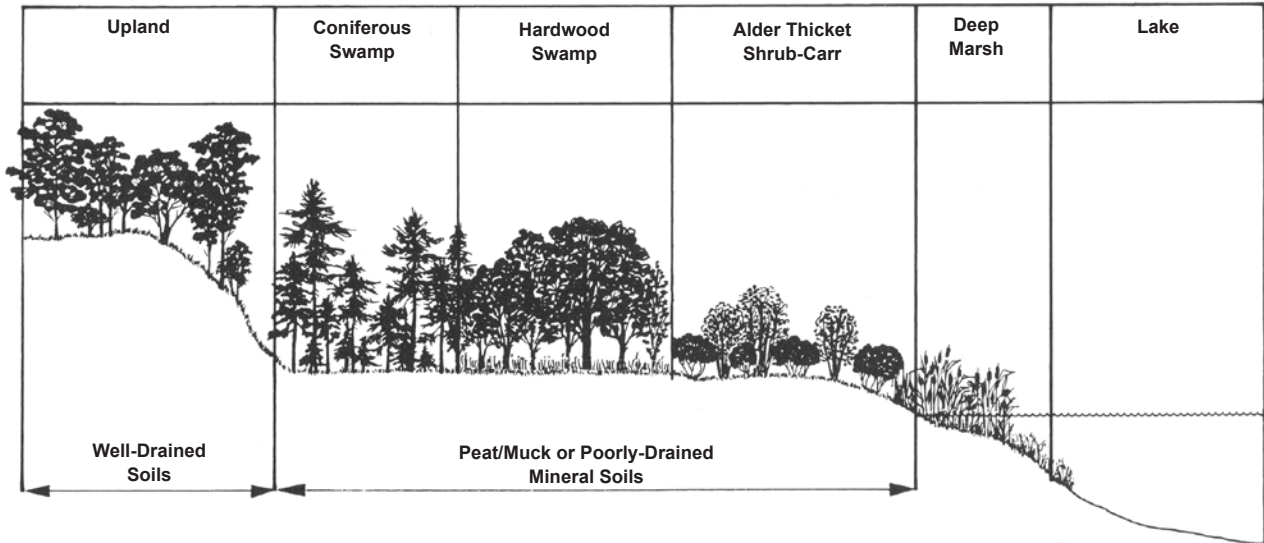 Upland
Coniferous
Swamp
Hardwood
Swamp
Alder Thicket
Shrub-Carr
Deep
Marsh
Lake
Well-Drained
Soils
Peat/Muck or Poorly-Drained
Mineral Soils